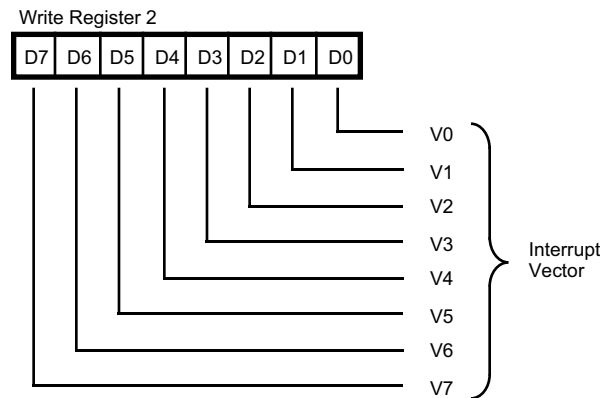 Write Register 2
D7 D6 D5 D4 D3 D2 D1 D0
V0
V1
V2
V3
Interrupt
Vector
V4
V5
V6
V7